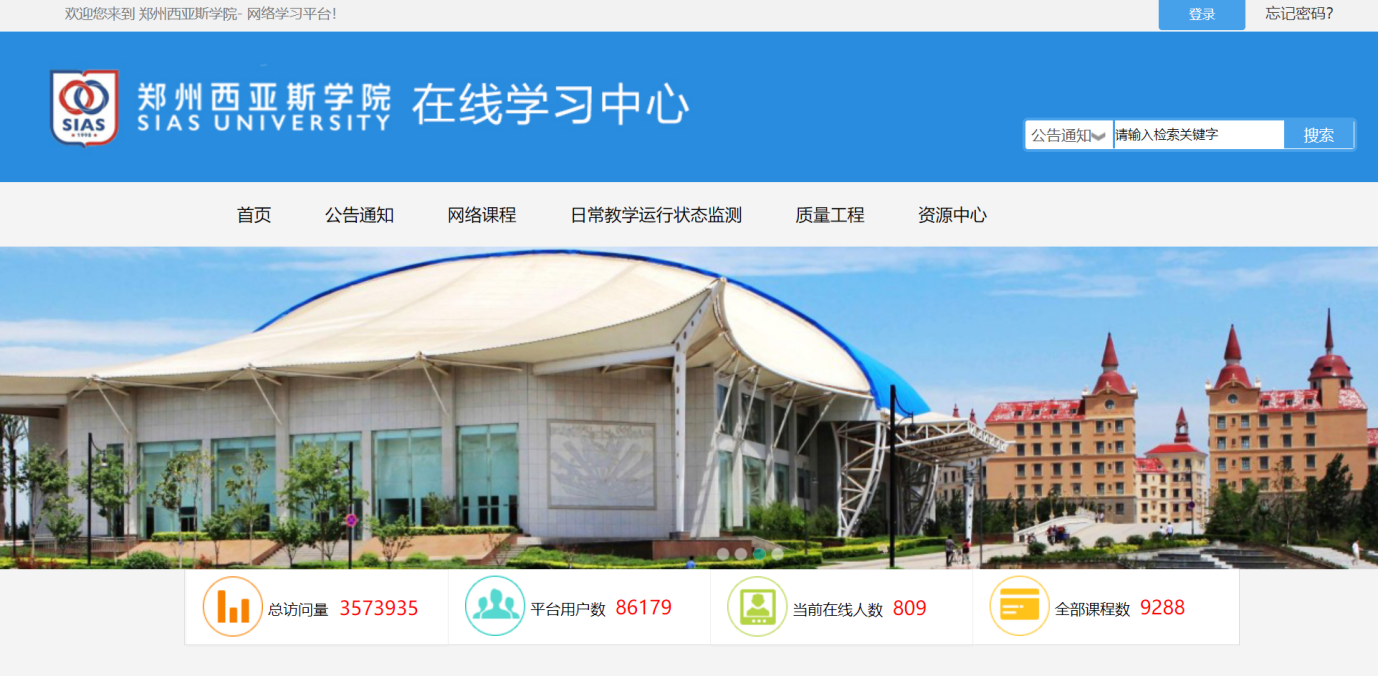 欢迎您来到 郑州西亚斯学院- 网络学习平台!
登录
忘记密码?
SIAS
1998
郑州西亚斯学院
SIAS UNIVERSITY
在线学习中心
公告通知
请输入检索关键字
搜索
首页
公告通知
网络课程
日常教学运行状态监测
质量工程
资源中心
总访问量 3573935
平台用户数 86179
当前在线人数 809
全部课程数 9288